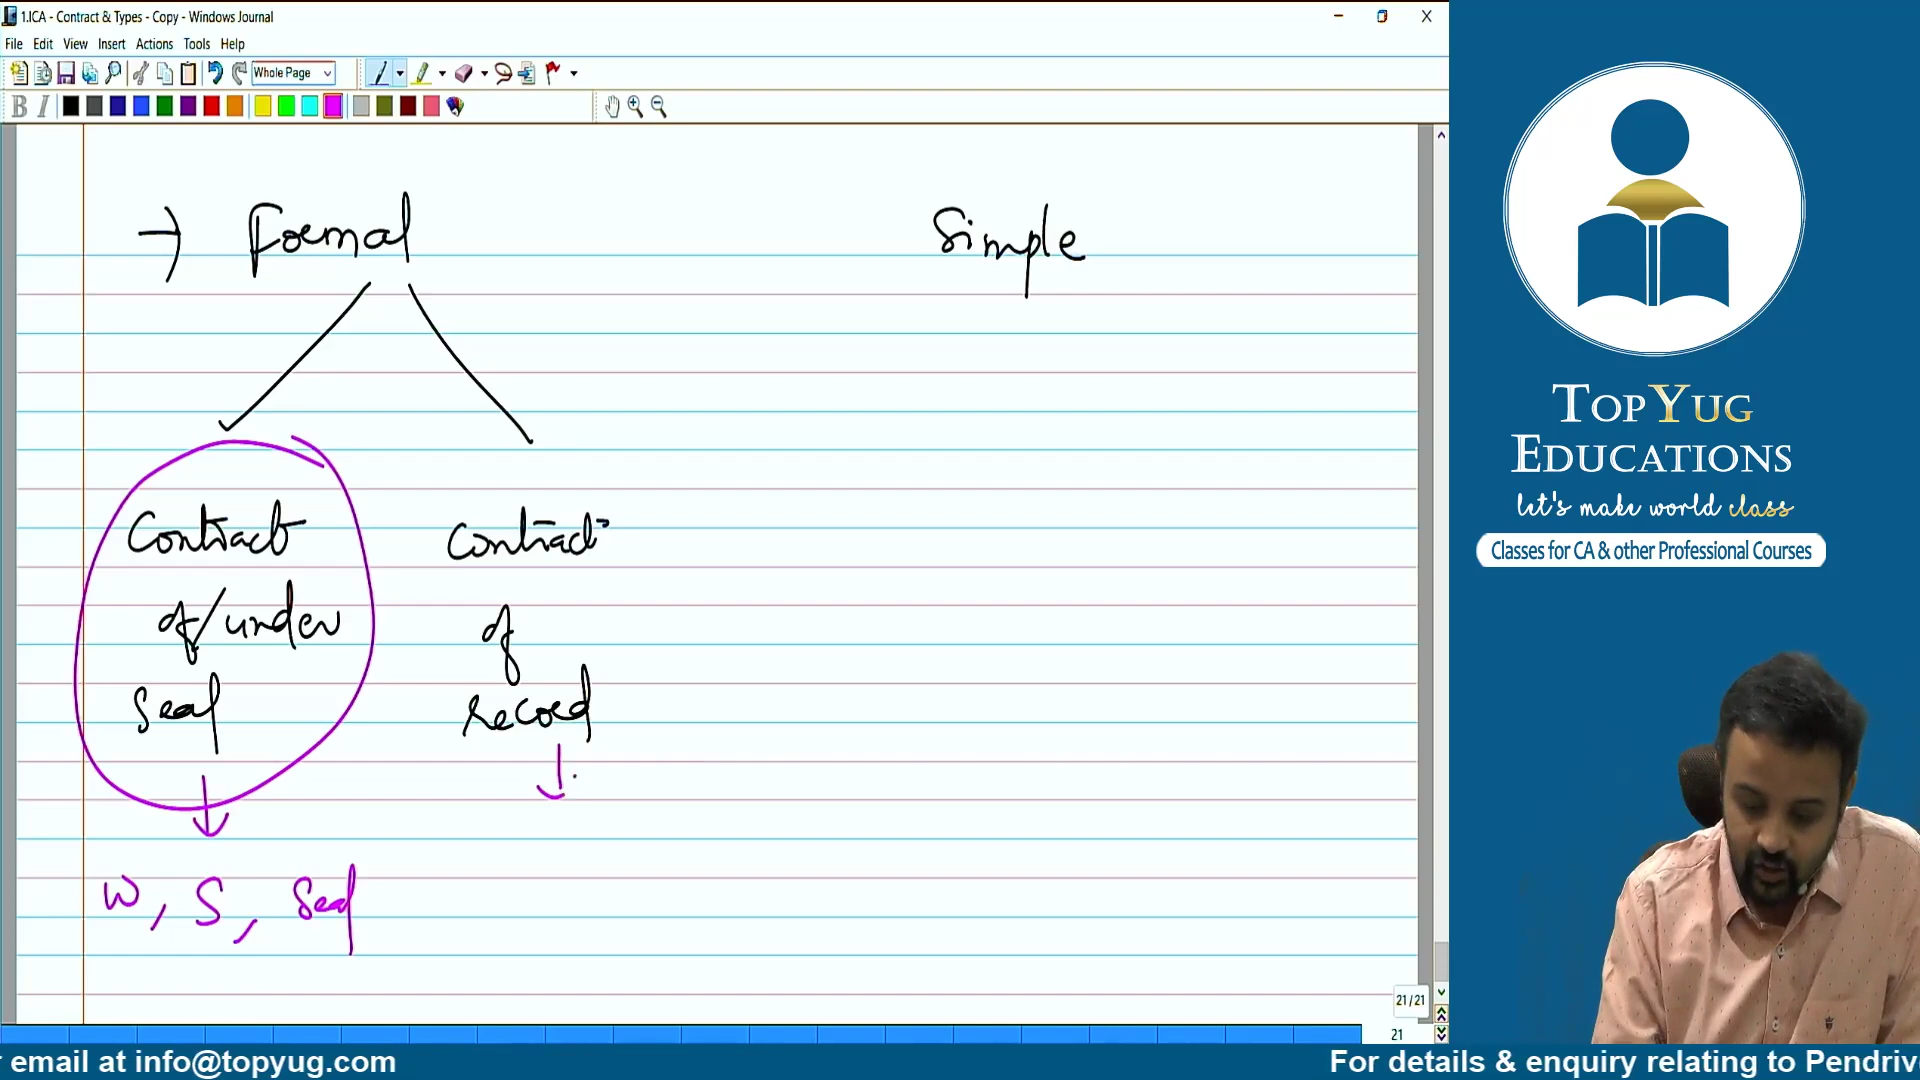 1.ICA - Contract & Types - Copy - Windows Journal
File Edit View Insert Actions Tools Help
Whole Page
B I
→ Formal
Simple
Contract
of/under
Seal
Contract
of
record
W, S, Seal
21/21
21
TOPYUG
EDUCATIONS
let's make world class
Classes for CA & other Professional Courses
r email at info@topyug.com
For details & enquiry relating to Pendriv